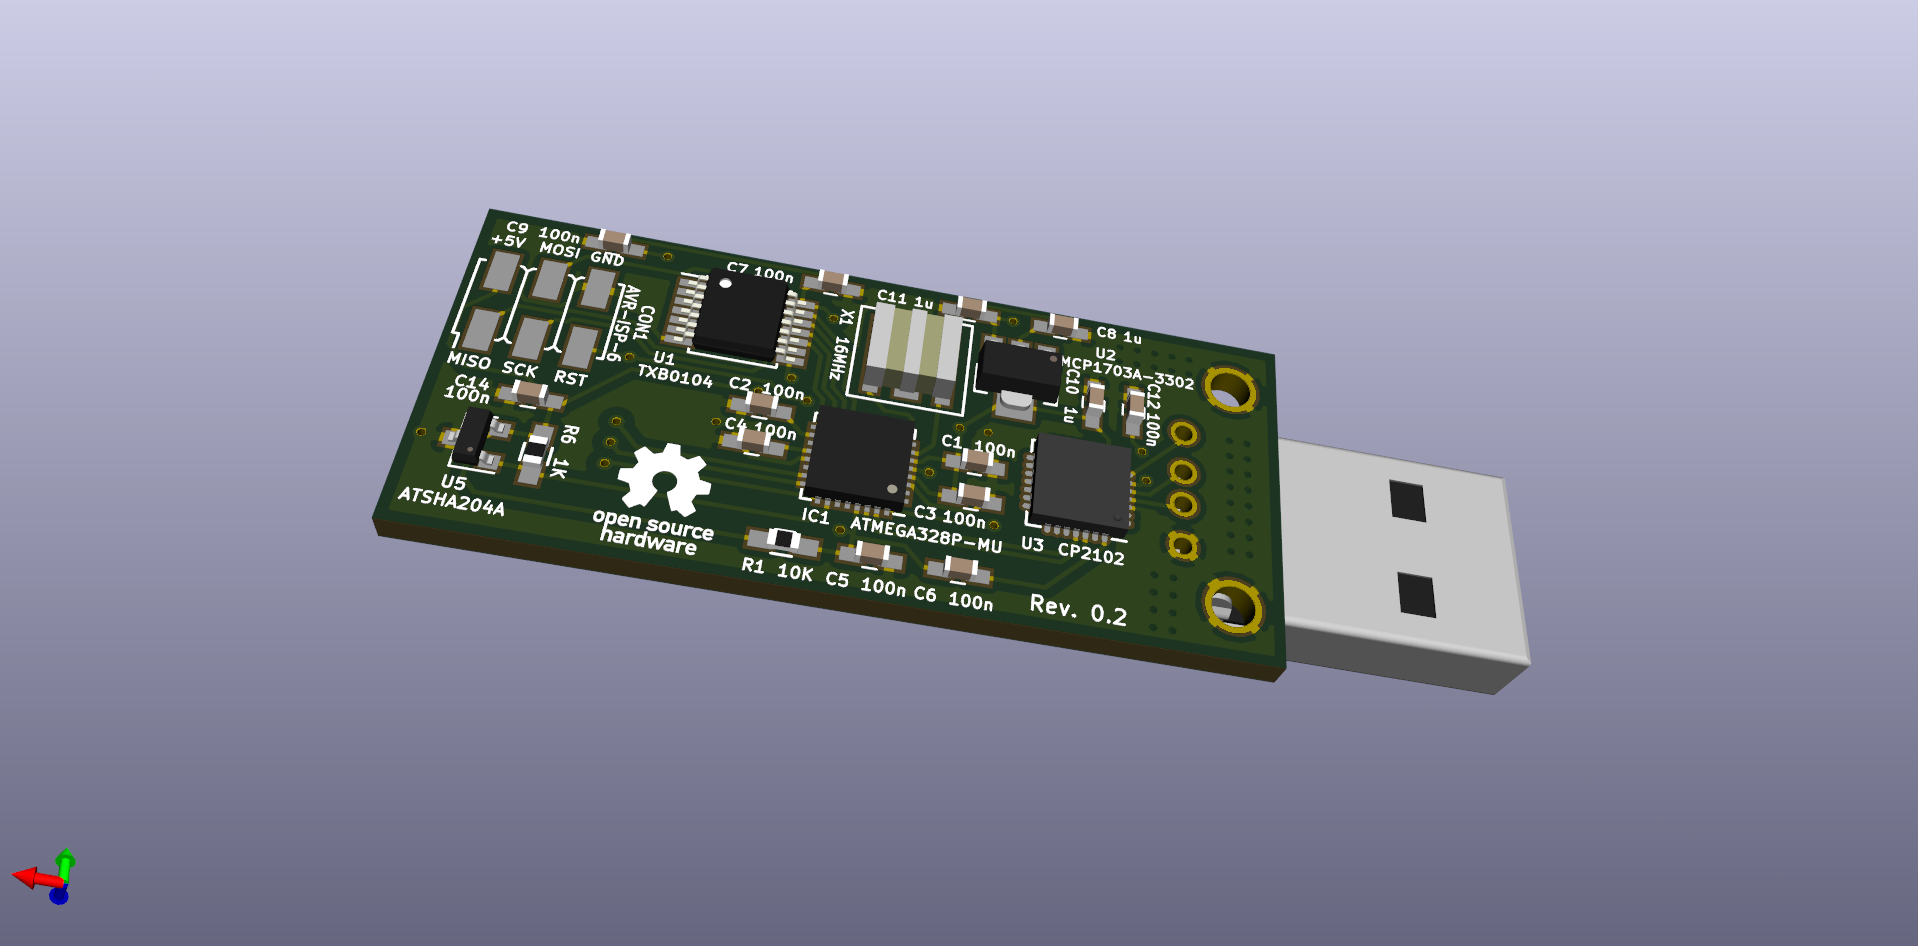 C9 100n
+5V MOSI GND
MISO SCK RST
CON1
AVR-ISP-6
C7 100n
U1
TXB0104
X1 16MHz
C11 1u
C8 1u
U2
MCP1703A-3302
C10 1u
C12 100n
C14
100n
R6 1K
U5
ATSHA204A
C2 100n
C4 100n
C1 100n
C3 100n
IC1
ATMEGA328P-MU
U3 CP2102
open source
hardware
R1 10K
C5 100n
C6 100n
Rev. 0.2